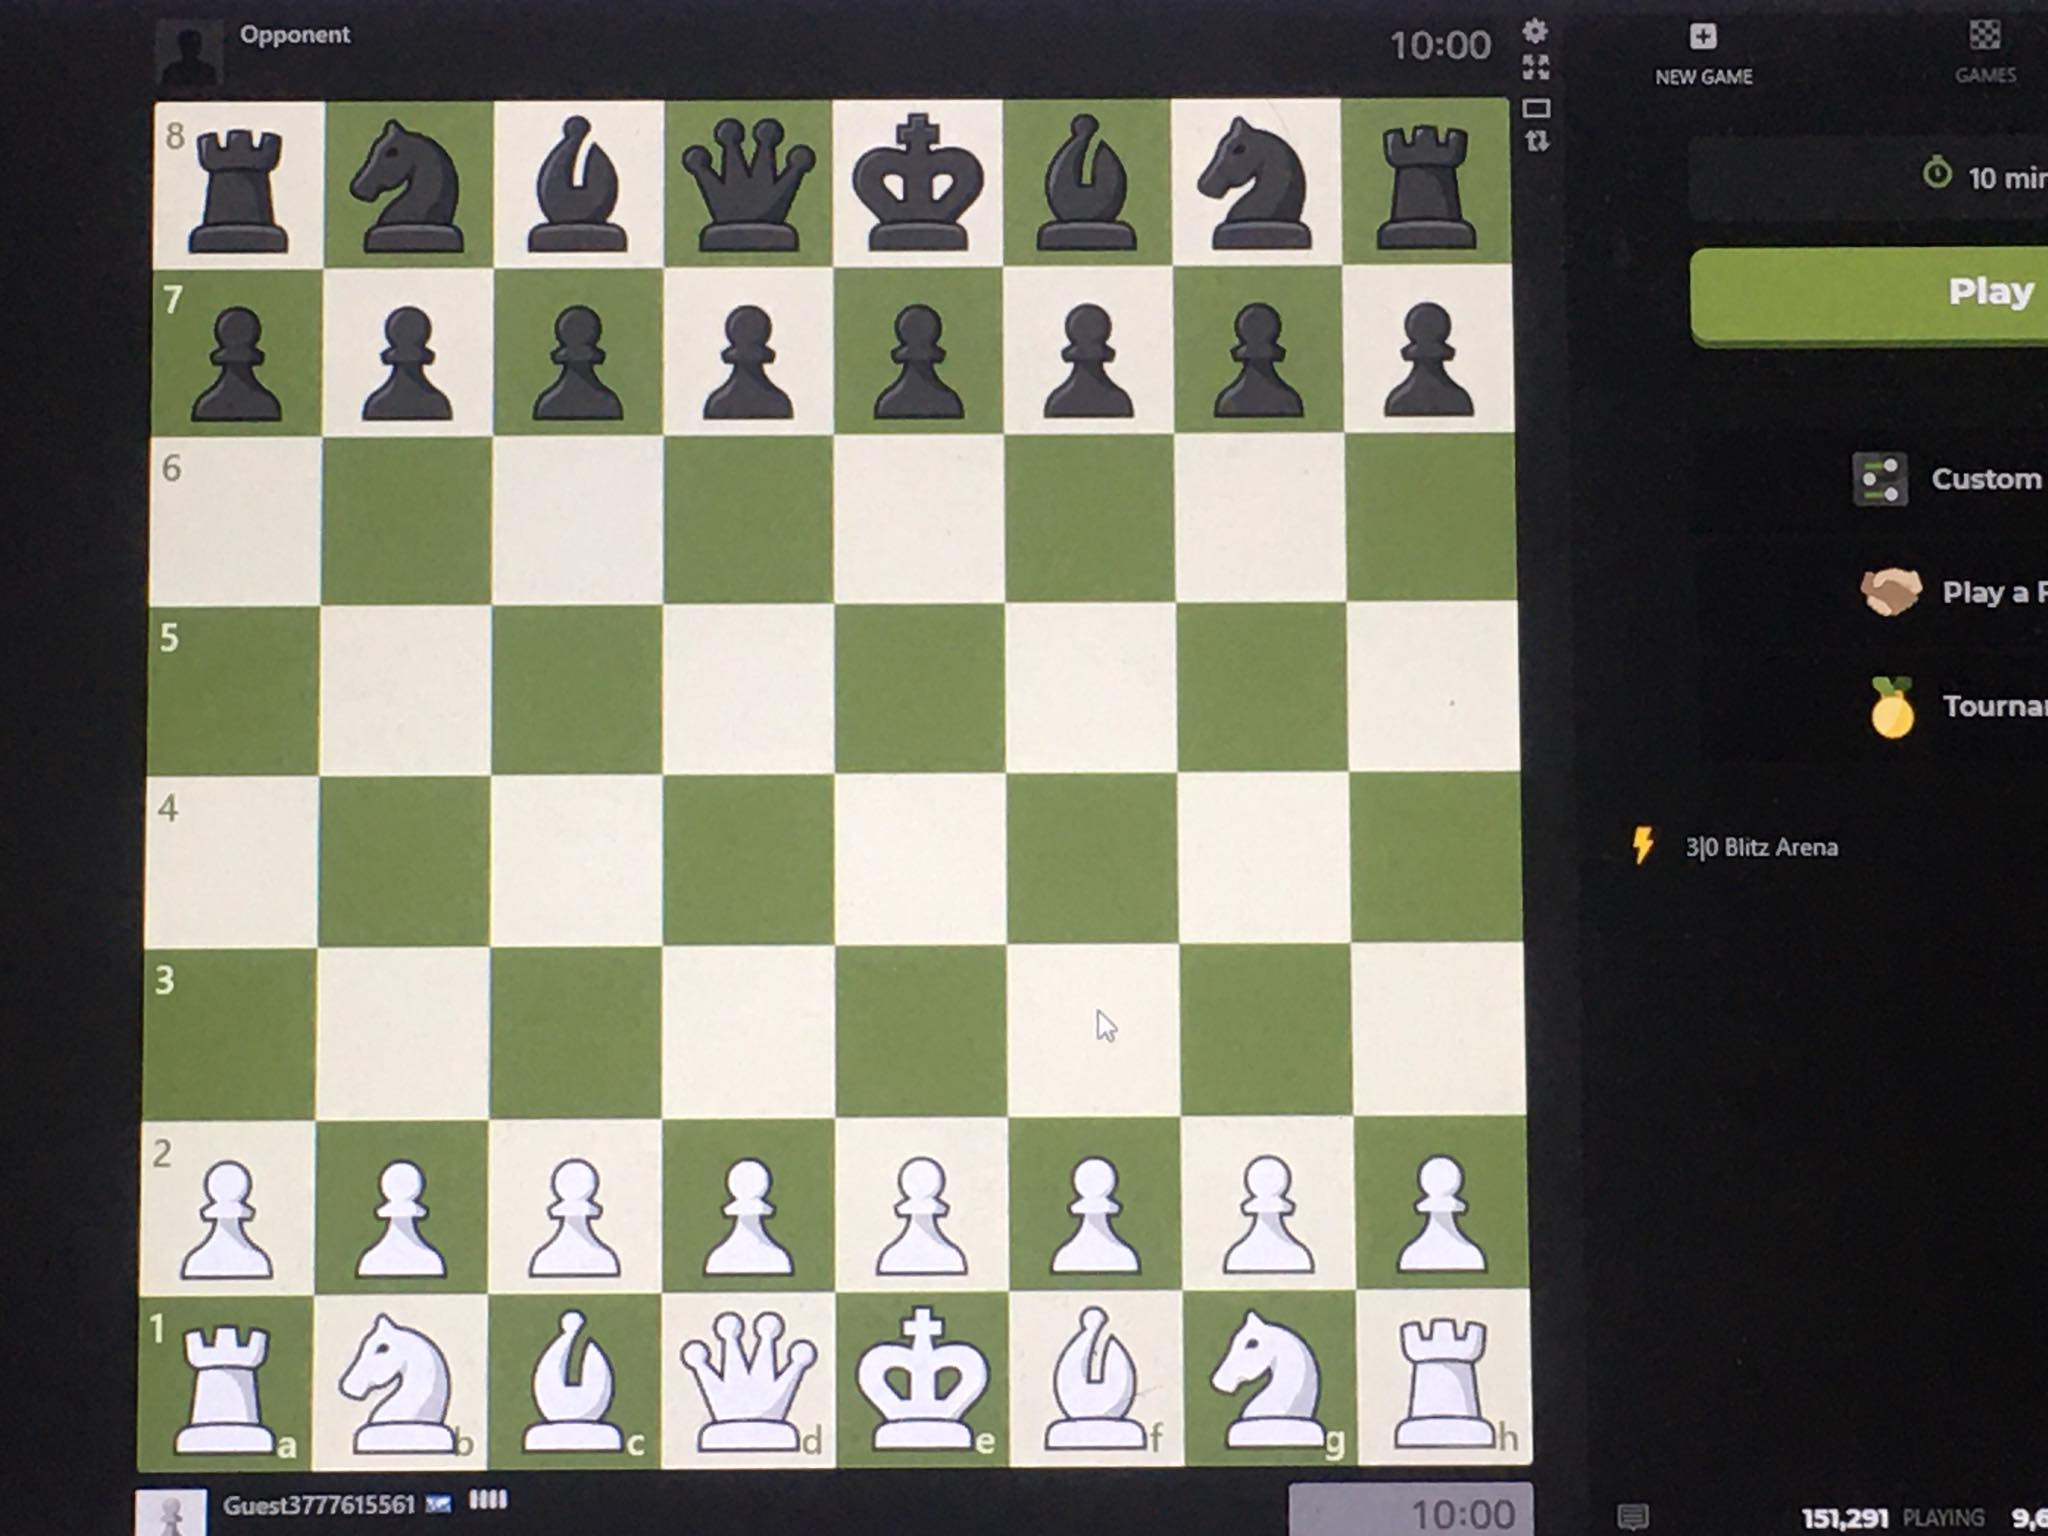 Opponent
10:00
NEW GAME
GAMES
8
10 min
Play
7
6
Custom
5
Play a
4
3|0 Blitz Arena
3
2
1
a b c d e f g h
Guest3777615561
10:00
151,291 PLAYING